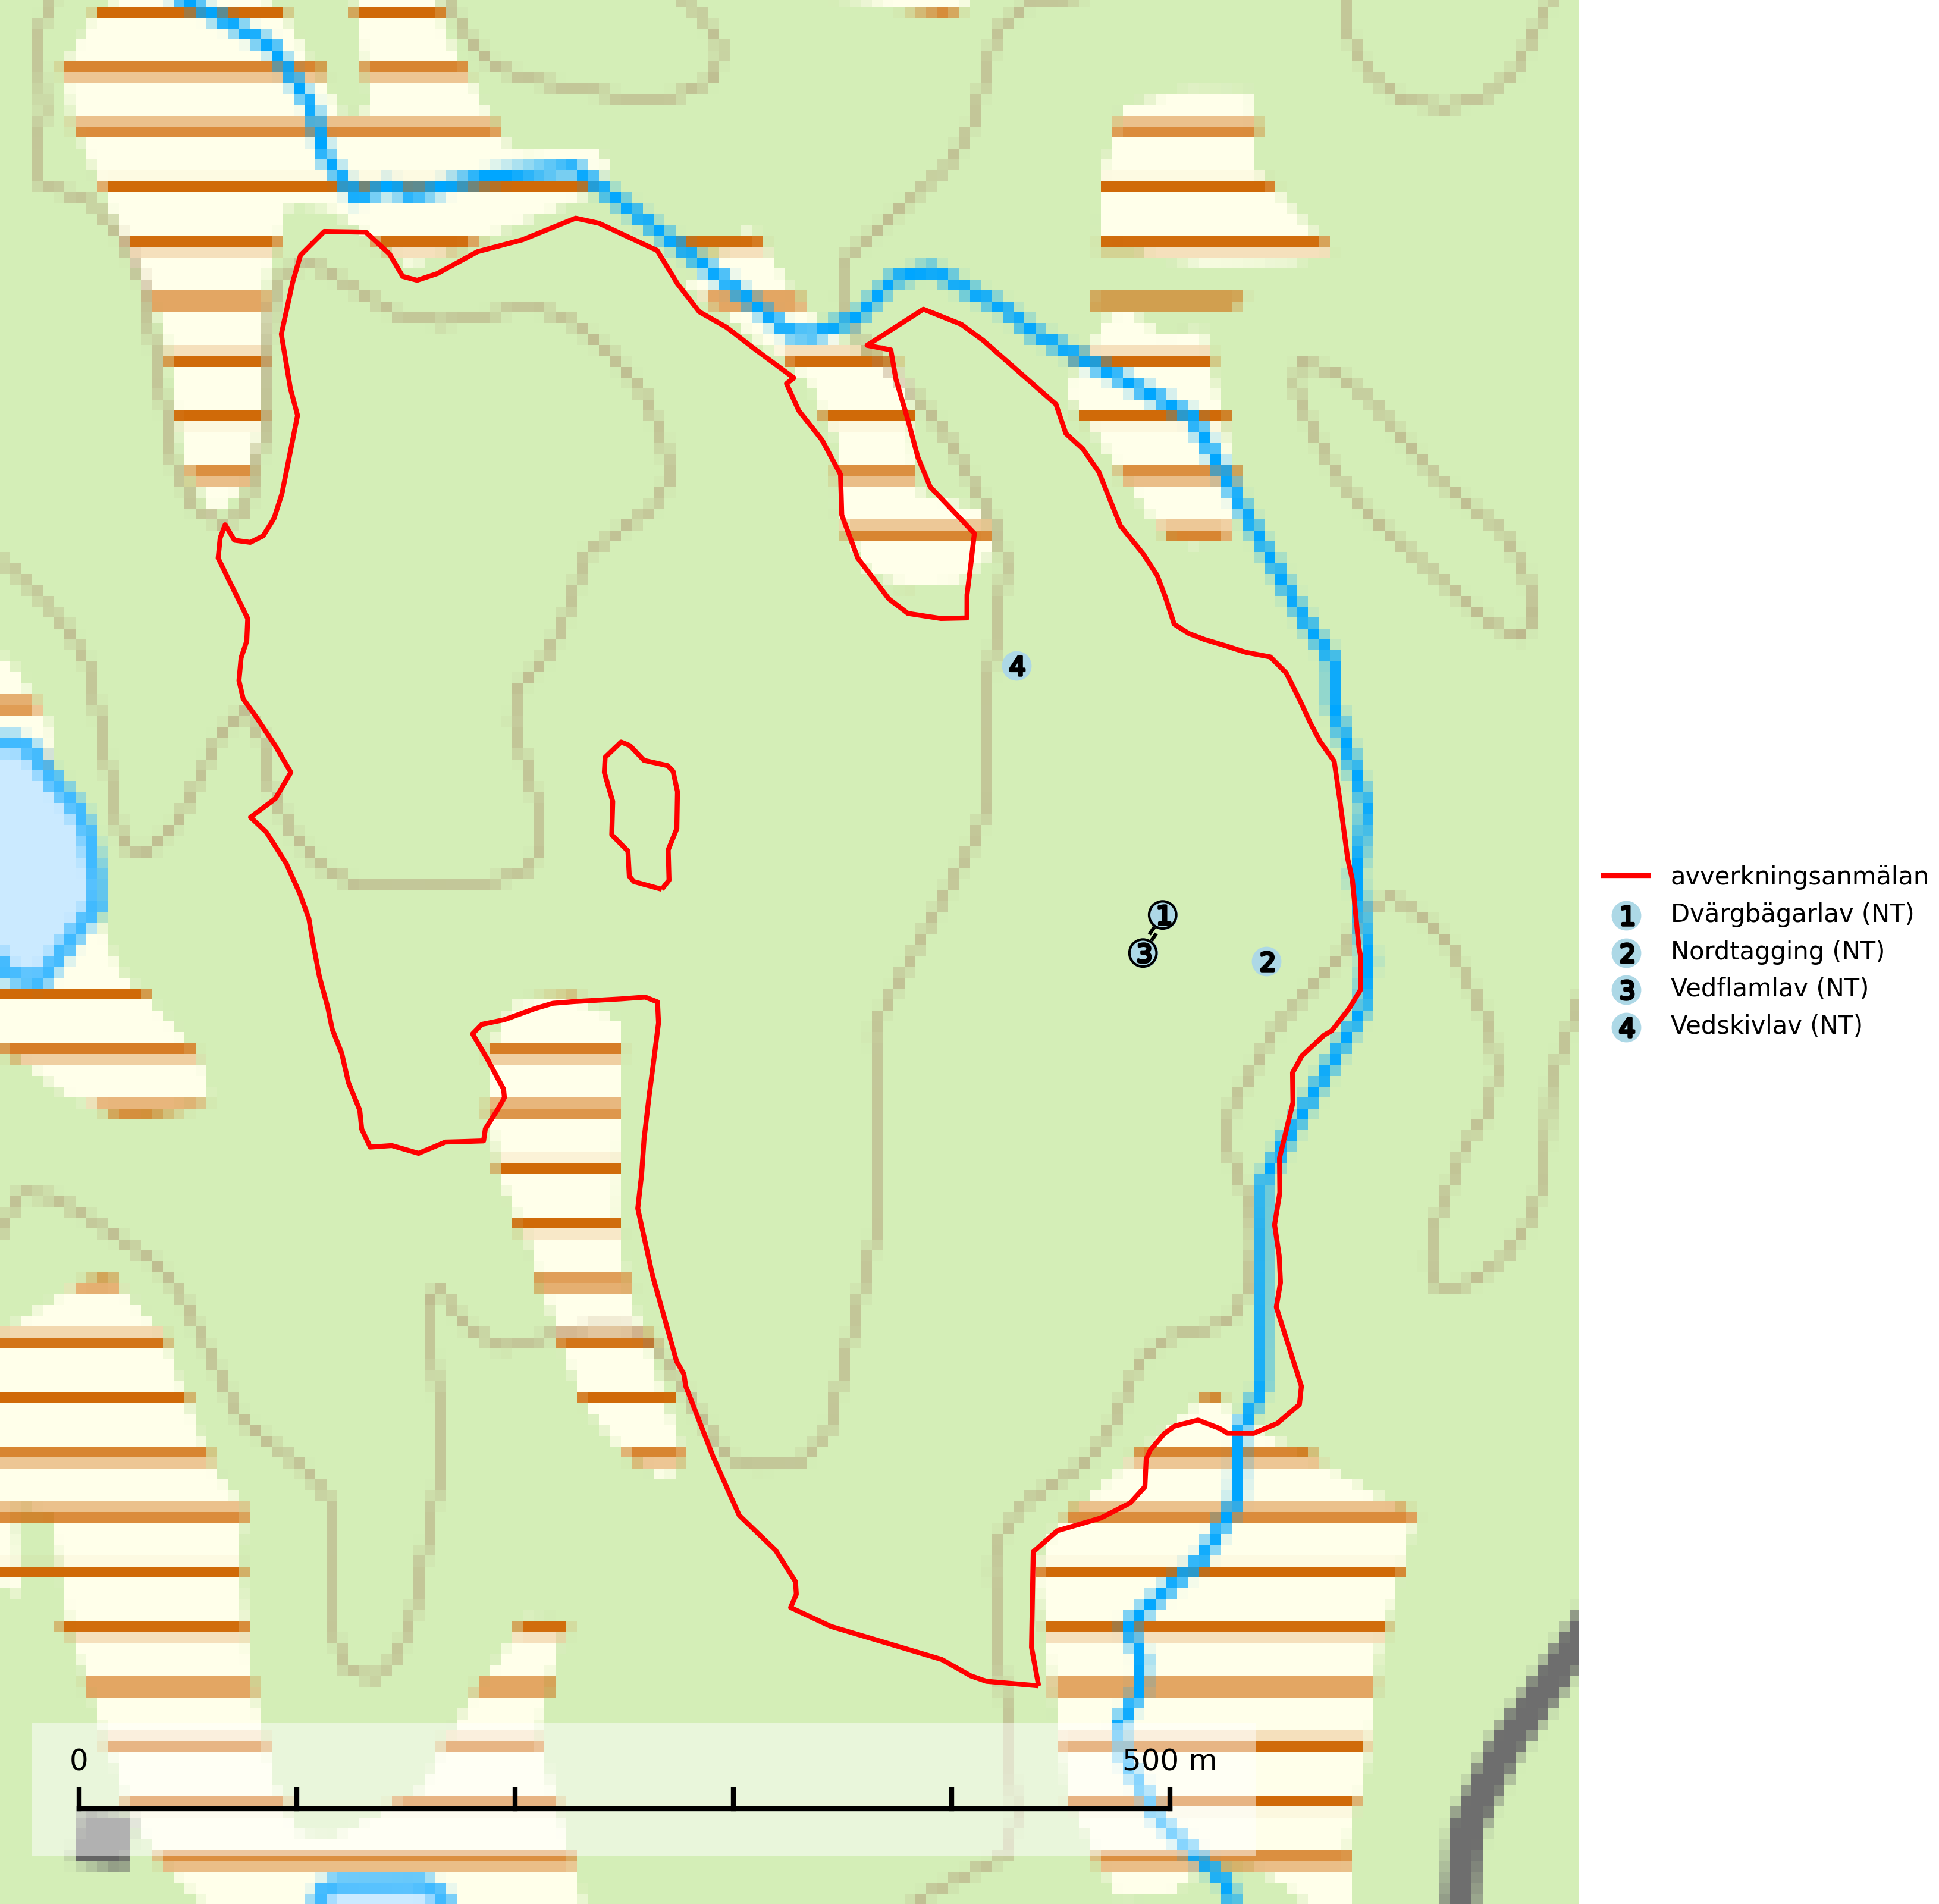 4
1
3
2
avverkningsanmälan
1 Dvärgbägarlav (NT)
2 Nordtagging (NT)
3 Vedflamlav (NT)
4 Vedskivlav (NT)
0 500 m